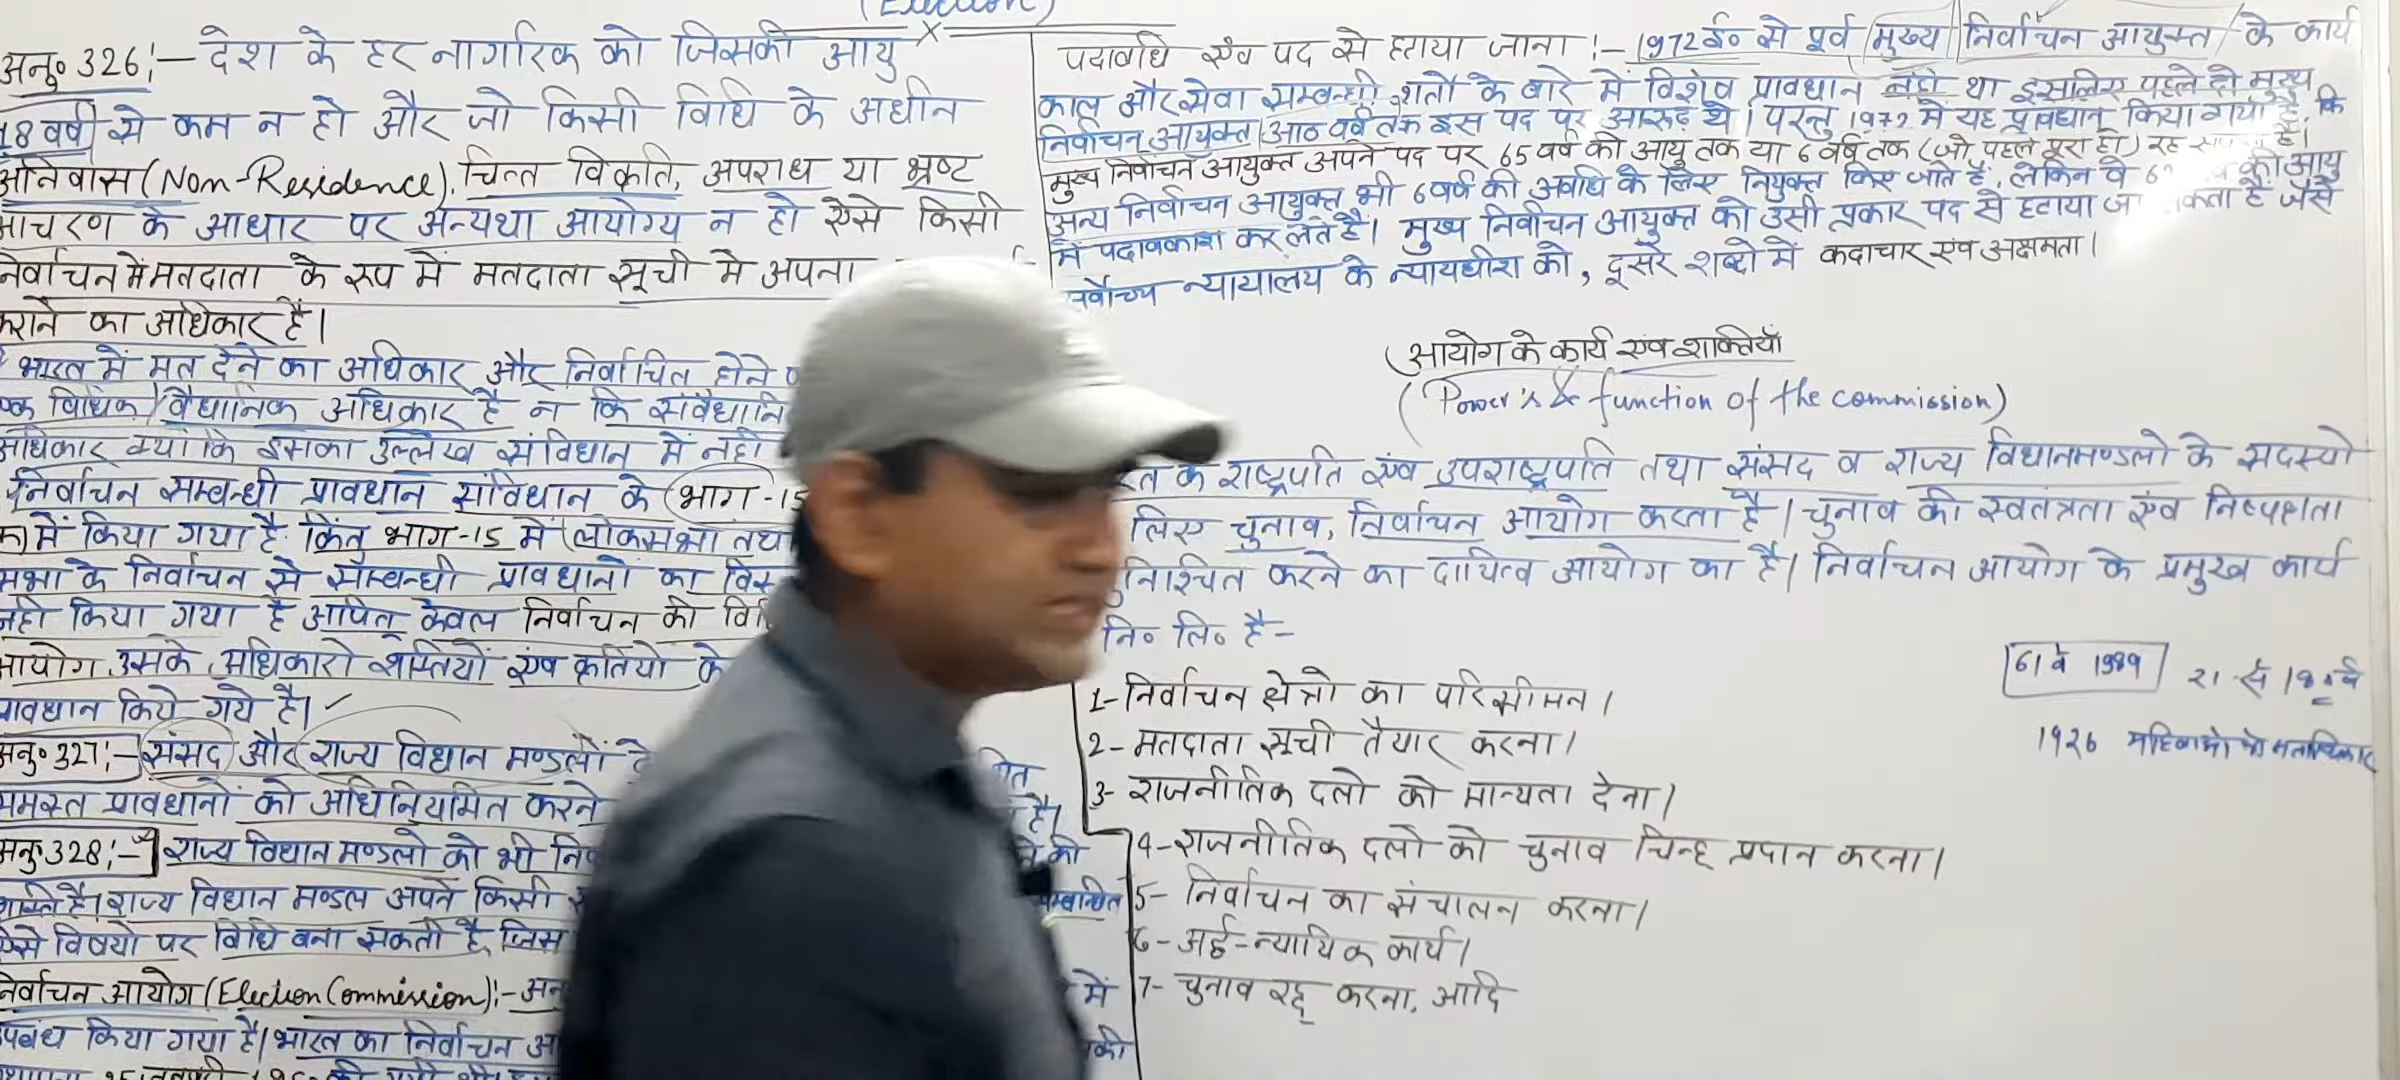 (Election)
अनु० 326:- देश के हर नागरिक को जिसकी आयु
18 वर्ष से कम न हो और जो किसी विधि के अधीन
अनिवास (Non-Residence), चित्त विकृति, अपराध या भ्रष्ट
आचरण के आधार पर अन्यथा आयोग्य न हो ऐसे किसी
निर्वाचन में मतदाता के रूप में मतदाता सूची मे अपना
कराने का अधिकार है।
भारत में मत देने का अधिकार और निर्वाचित होने
एक विधिक / वैधानिक अधिकार है न कि
अधिकार क्यों कि इसका उल्लेख संविधान में नही
निर्वाचन सम्बन्धी प्रावधान संविधान के भाग-15
में किया गया है किंतु भाग-15 में (लोकसभा तथा
सभा के निर्वाचन से सम्बन्धी प्रावधानों का
नही किया गया है अपितु केवल निर्वाचन की
आयोग, उसके अधिकारो शक्तियों एंव कृतियो के
प्रावधान किये गये है।
अनु० 327:- संसद और राज्य विधान मण्डलों
समस्त प्रावधानों को अधिनियमित करने है।
अनु० 328:- राज्य विधान मण्डलो को भी की
शक्ति है। राज्य विधान मण्डल अपने किसी सम्बन्धित
ऐसे विषयो पर विधि बना सकती है, जिस
निर्वाचन आयोग (Election Commission):- में
उपबंध किया गया है। भारत का निर्वाचन की
पदावधि एंव पद से हटाया जाना :- 1972 ई० से पूर्व मुख्य निर्वाचन आयुक्त के कार्य
काल और सेवा सम्बन्धी शर्तो के बारे में विशेष प्रावधान नही था इसलिए पहले दो मुख्य
निर्वाचन आयुक्त आठ वर्ष तक इस पद पर आरूढ थे। परन्तु 1972 में यह प्रावधान किया गया है, कि
मुख्य निर्वाचन आयुक्त अपने पद पर 65 वर्ष की आयु तक या 6 वर्ष तक (जो पहले पूरा हो) रह है।
अन्य निर्वाचन आयुक्त भी 6 वर्ष की अवधि के लिए नियुक्त किए जाते है, लेकिन वे की आयु
में पदावकाश कर लेते है। मुख्य निर्वाचन आयुक्त को उसी प्रकार पद से हटाया जा सकता है जैसे
सर्वोच्च न्यायालय के न्यायधीश को, दूसरे शब्दो में कदाचार एंव अक्षमता।
आयोग के कार्य एंव शक्तियाँ
(Power's & function of the commission)
के राष्ट्रपति एंव उपराष्ट्रपति तथा संसद व राज्य विधानमण्डलो के सदस्यो
लिए चुनाव, निर्वाचन आयोग करता है। चुनाव की स्वतंत्रता एंव निष्पक्षता
सुनिश्चित करने का दायित्व आयोग का है। निर्वाचन आयोग के प्रमुख कार्य
नि० लि० है-
1- निर्वाचन क्षेत्रो का परिसीमन।
2- मतदाता सूची तैयार करना।
3- राजनीतिक दलो को मान्यता देना।
4- राजनीतिक दलो को चुनाव चिन्ह प्रदान करना।
5- निर्वाचन का संचालन करना।
6- अर्द्ध-न्यायिक कार्य।
7- चुनाव रद्द करना, आदि
61 वे 1989 21 से 18 वर्ष
1926 महिलाओ को मताधिकार